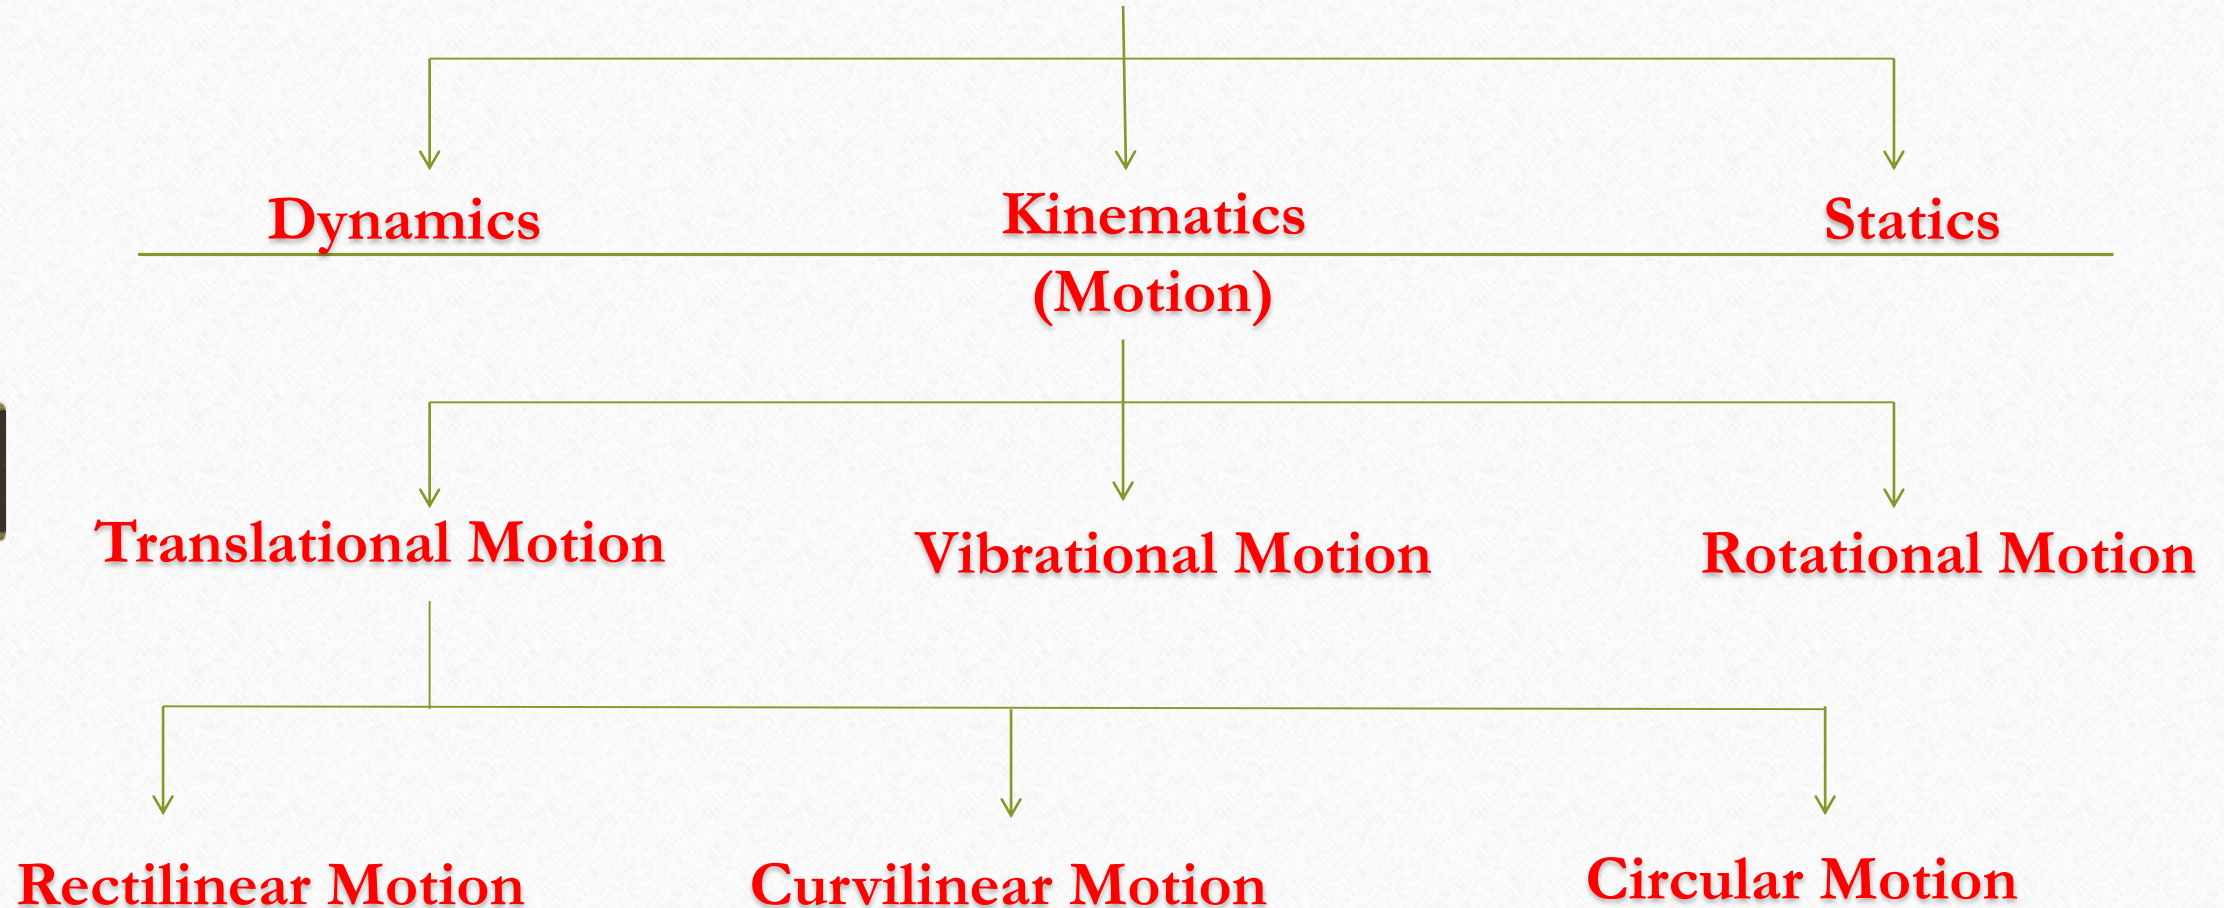 Dynamics
Kinematics
Statics
(Motion)
Translational Motion
Vibrational Motion
Rotational Motion
Rectilinear Motion
Curvilinear Motion
Circular Motion